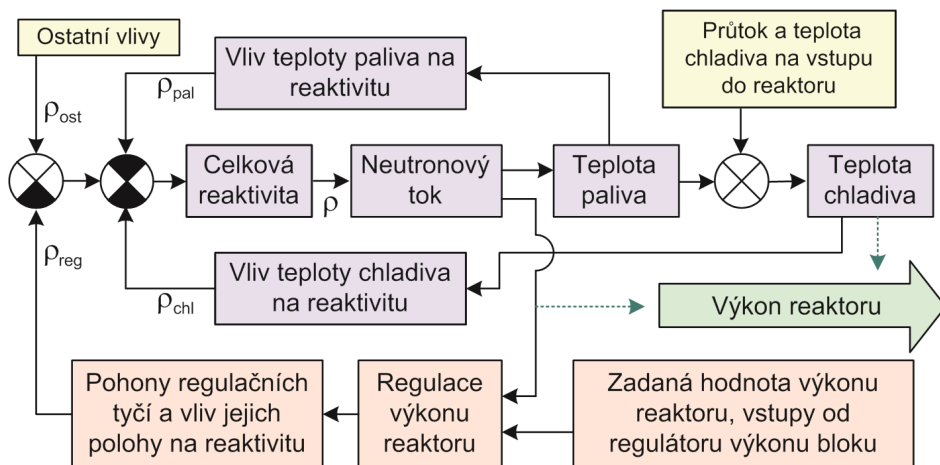 Ostatní vlivy
Vliv teploty paliva na
reaktivitu
Průtok a teplota
chladiva na vstupu
do reaktoru
ρpal
ρost
Celková
reaktivita
ρ
Neutronový
tok
Teplota
paliva
Teplota
chladiva
ρreg
Vliv teploty chladiva
na reaktivitu
ρchl
Výkon reaktoru
Pohony regulačních
tyčí a vliv jejich
polohy na reaktivitu
Regulace
výkonu
reaktoru
Zadaná hodnota výkonu
reaktoru, vstupy od
regulátoru výkonu bloku